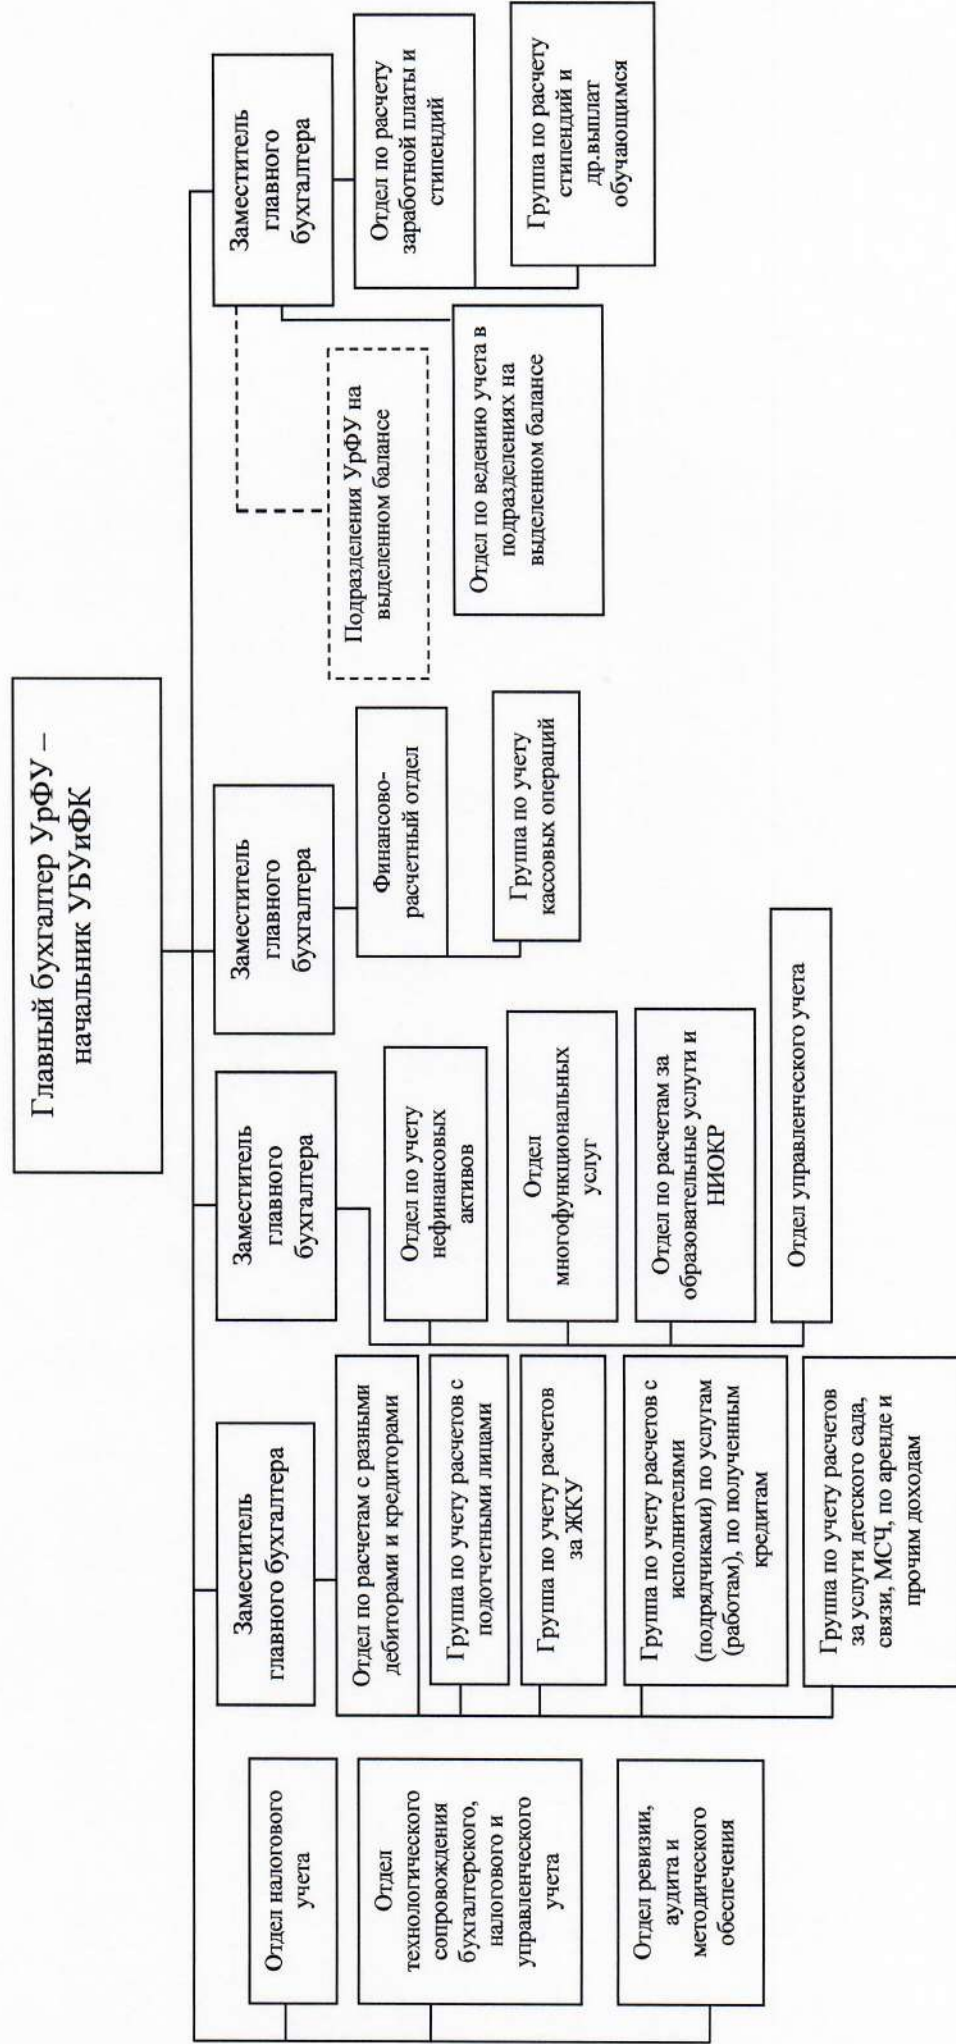 Главный бухгалтер УрФУ –
начальник УБУиФК
Отдел налогового
учета
Отдел
технологического
сопровождения
бухгалтерского,
налогового и
управленческого
учета
Отдел ревизии,
аудита и
методического
обеспечения
Заместитель
главного бухгалтера
Отдел по расчетам с разными
дебиторами и кредиторами
Группа по учету расчетов с
подотчетными лицами
Группа по учету расчетов
за ЖКУ
Группа по учету расчетов с
исполнителями
(подрядчиками) по услугам
(работам), по полученным
кредитам
Группа по учету расчетов
за услуги детского сада,
связи, МСЧ, по аренде и
прочим доходам
Заместитель
главного
бухгалтера
Отдел по учету
нефинансовых
активов
Отдел
многофункциональных
услуг
Отдел по расчетам за
образовательные услуги и
НИОКР
Отдел управленческого учета
Заместитель
главного
бухгалтера
Финансово-
расчетный отдел
Группа по учету
кассовых операций
Заместитель
главного
бухгалтера
Подразделения УрФУ на
выделенном балансе
Отдел по ведению учета в
подразделениях на
выделенном балансе
Отдел по расчету
заработной платы и
стипендий
Группа по расчету
стипендий и
др.выплат
обучающимся